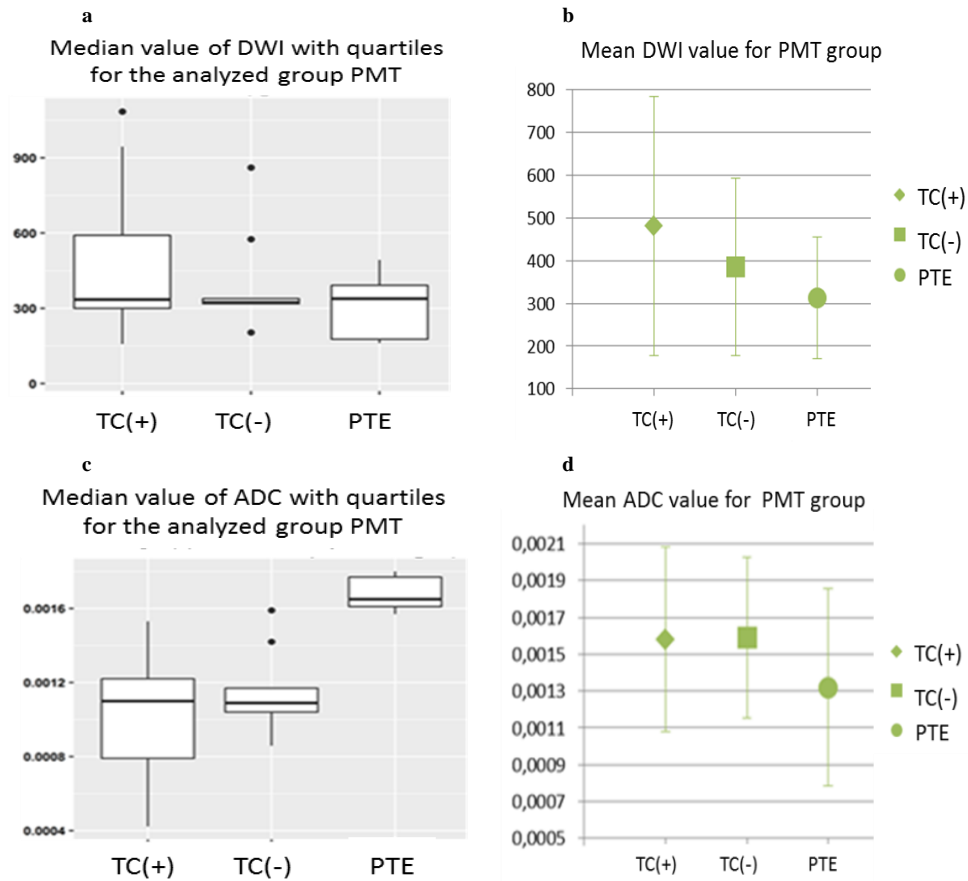 a
Median value of DWI with quartiles
for the analyzed group PMT
900
600
300
0
TC(+) TC(-) PTE
b
Mean DWI value for PMT group
800
700
600
500
400
300
200
100
TC(+) TC(-) PTE
TC(+)
TC(-)
PTE
c
Median value of ADC with quartiles
for the analyzed group PMT
0.0016
0.0012
0.0008
0.0004
TC(+) TC(-) PTE
d
Mean ADC value for PMT group
0,0021
0,0019
0,0017
0,0015
0,0013
0,0011
0,0009
0,0007
0,0005
TC(+) TC(-) PTE
TC(+)
TC(-)
PTE